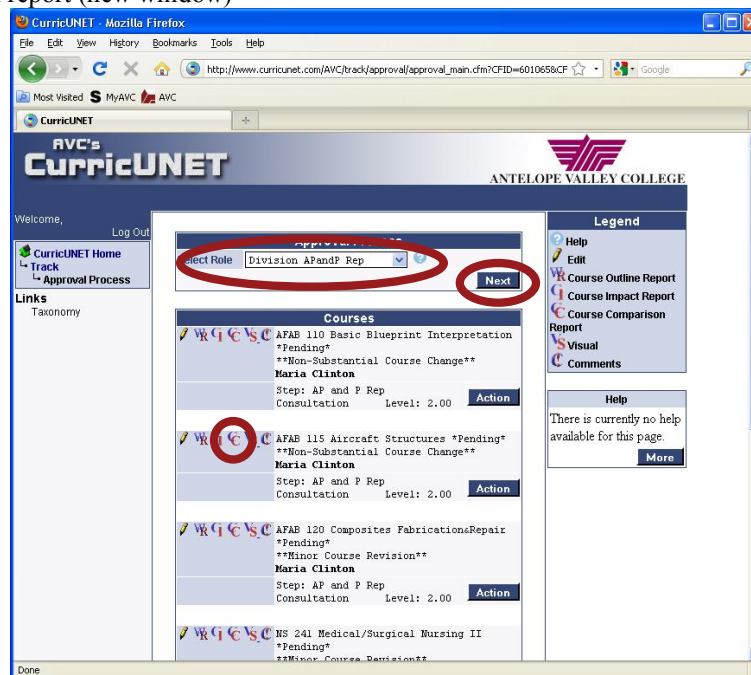 report (new window)
CurricUNET - Mozilla Firefox
File Edit View History Bookmarks Tools Help
http://www.curricunet.com/AVC/track/approval/approval_main.cfm?CFID=601065&CF
Google
Most Visited MyAVC AVC
CurricUNET
AVC's
CurricUNET
ANTELOPE VALLEY COLLEGE
Welcome,
Log Out
CurricUNET Home
Track
Approval Process
Links
Taxonomy
Select Role Division APandP Rep
Next
Courses
AFAB 110 Basic Blueprint Interpretation
*Pending*
**Non-Substantial Course Change**
Maria Clinton
Step: AP and P Rep
Consultation Level: 2.00 Action
AFAB 115 Aircraft Structures *Pending*
**Non-Substantial Course Change**
Maria Clinton
Step: AP and P Rep
Consultation Level: 2.00 Action
AFAB 120 Composites Fabrication&Repair
*Pending*
**Minor Course Revision**
Maria Clinton
Step: AP and P Rep
Consultation Level: 2.00 Action
NS 241 Medical/Surgical Nursing II
*Pending*
**Minor Course Revision**
Legend
Help
Edit
Course Outline Report
Course Impact Report
Course Comparison
Report
Visual
Comments
Help
There is currently no help
available for this page.
More
Done